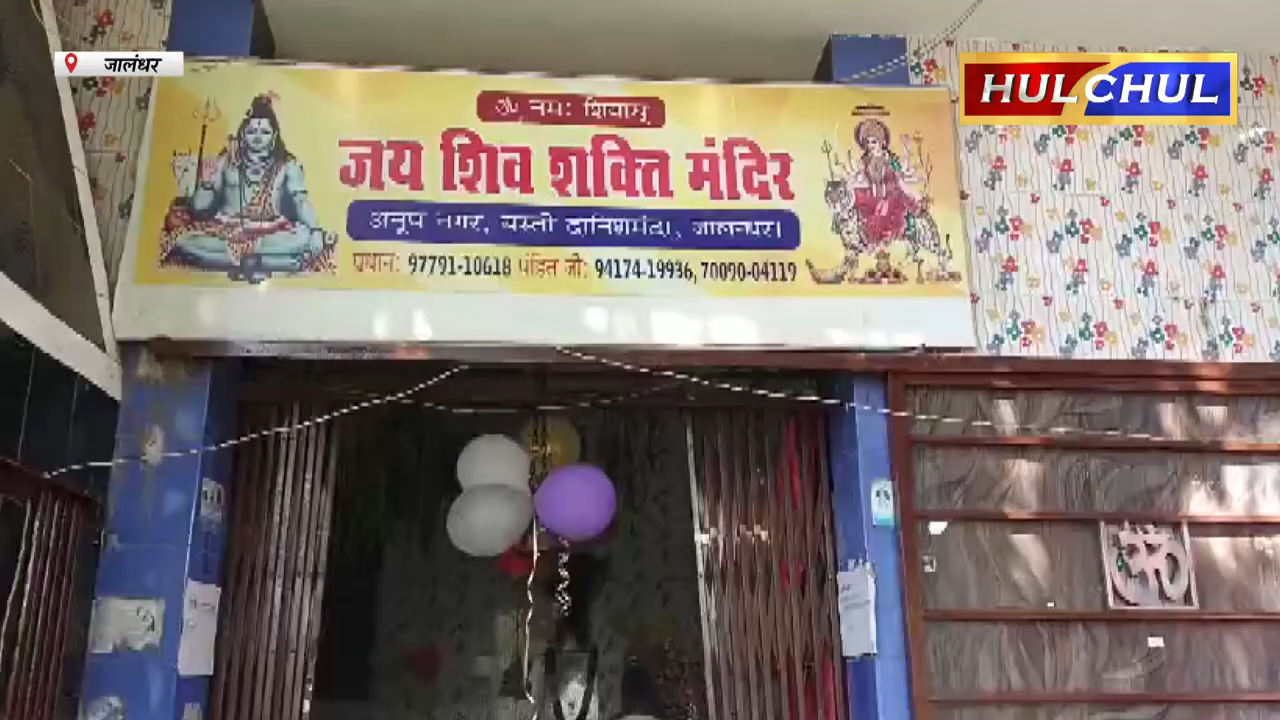 जालंधर
HULCHUL
ॐ नमः शिवाय्
जय शिव शक्ति मंदिर
अनूप नगर, बस्ती दानिशमंदा, जालन्धर।
प्रधान: 97791-10618 पंडित जी: 94174-19936, 70090-04119
ॐ